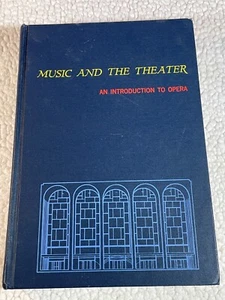 MUSIC AND THE THEATER
AN INTRODUCTION TO OPERA